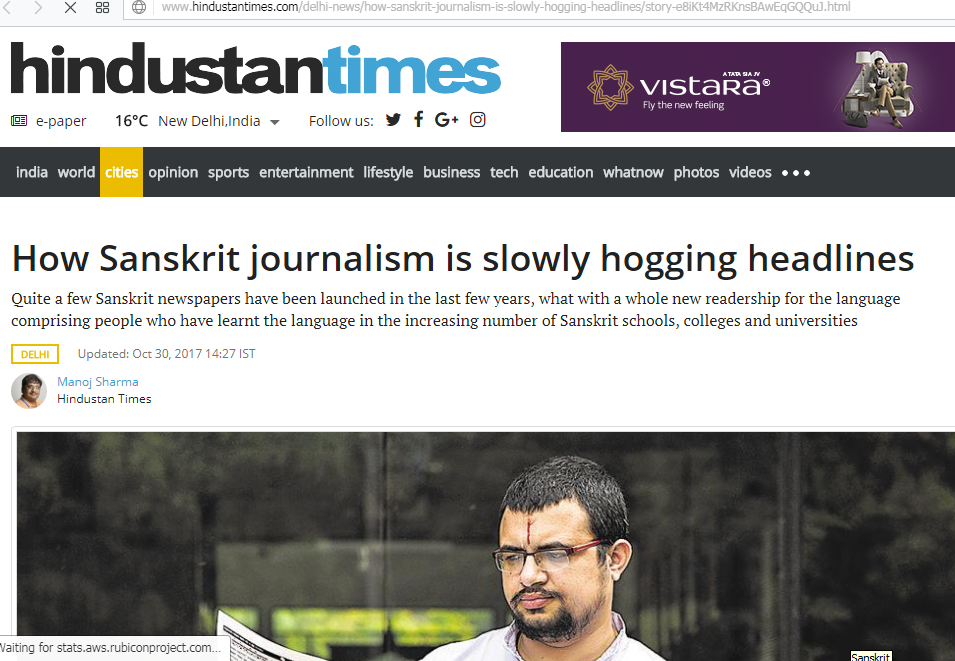 www.hindustantimes.com/delhi-news/how-sanskrit-journalism-is-slowly-hogging-headlines/story-e8iKt4MzRKnsBAwEqGQQuJ.html
hindustantimes
A TATA SIA JV
VISTARA®
Fly the new feeling
e-paper 16°C New Delhi,India Follow us: G+
india world cities opinion sports entertainment lifestyle business tech education whatnow photos videos
How Sanskrit journalism is slowly hogging headlines
Quite a few Sanskrit newspapers have been launched in the last few years, what with a whole new readership for the language
comprising people who have learnt the language in the increasing number of Sanskrit schools, colleges and universities
DELHI Updated: Oct 30, 2017 14:27 IST
Manoj Sharma
Hindustan Times
Waiting for stats.aws.rubiconproject.com...
Sanskrit